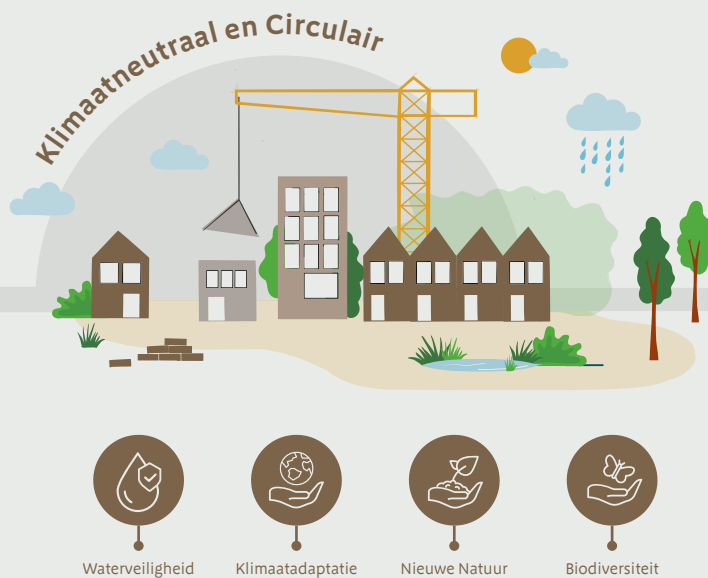 Klimaatneutraal en Circulair
Waterveiligheid
Klimaatadaptatie
Nieuwe Natuur
Biodiversiteit